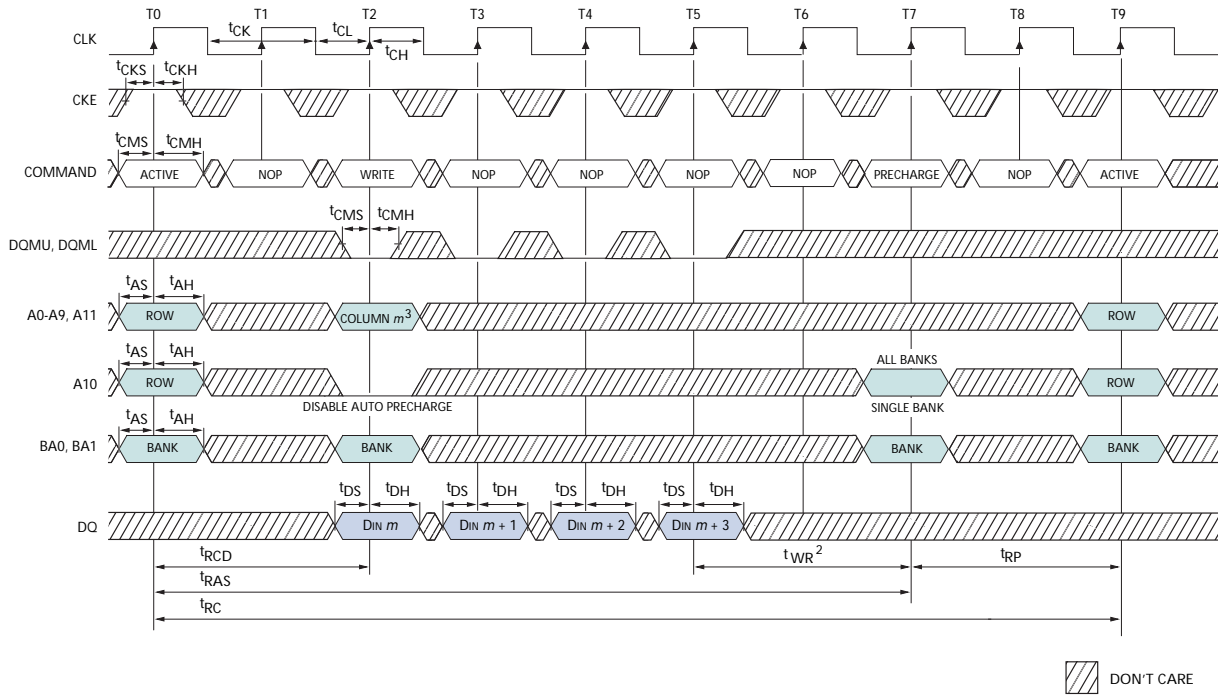 T0 T1 T2 T3 T4 T5 T6 T7 T8 T9
CLK tCK tCL tCH
tCKS tCKH
CKE
tCMS tCMH
COMMAND ACTIVE NOP WRITE NOP NOP NOP NOP PRECHARGE NOP ACTIVE
tCMS tCMH
DQMU, DQML
tAS tAH
A0-A9, A11 ROW COLUMN m3 ROW
tAS tAH ALL BANKS
A10 ROW ROW
DISABLE AUTO PRECHARGE SINGLE BANK
tAS tAH
BA0, BA1 BANK BANK BANK BANK
tDS tDH tDS tDH tDS tDH tDS tDH
DQ DIN m DIN m + 1 DIN m + 2 DIN m + 3
tRCD tWR2 tRP
tRAS
tRC
DON'T CARE